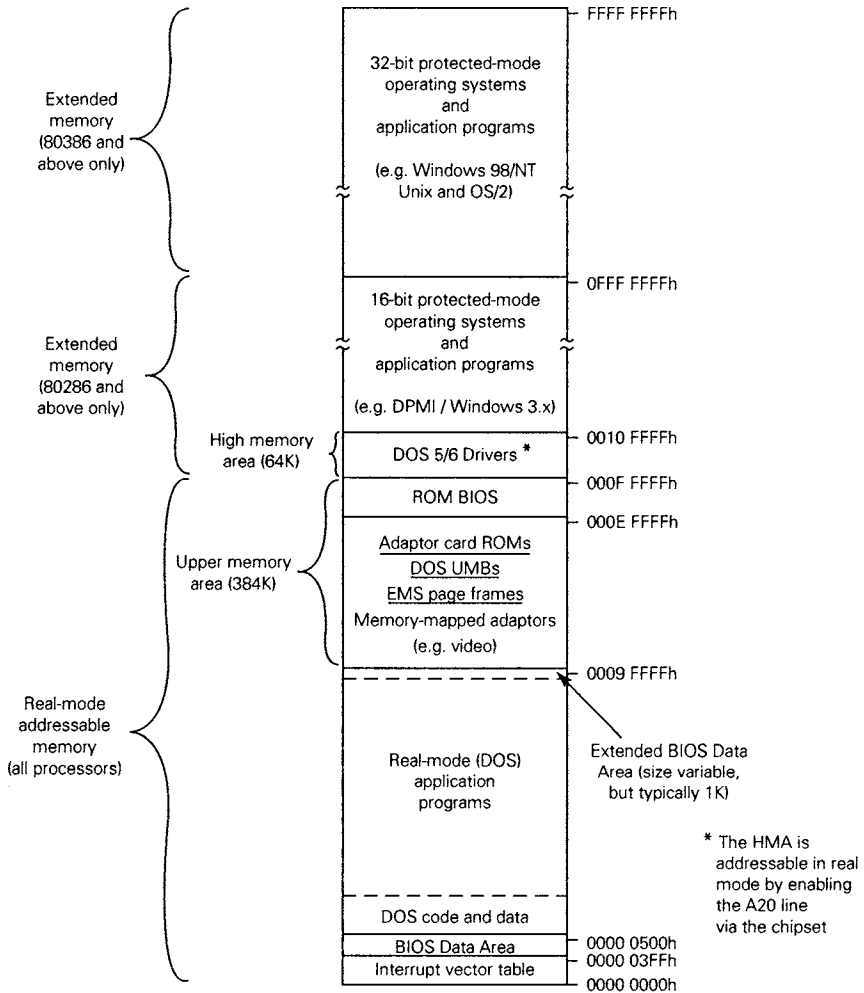 FFFF FFFFh
32-bit protected-mode
operating systems
and
application programs
(e.g. Windows 98/NT
Unix and OS/2)
Extended
memory
(80386 and
above only)
0FFF FFFFh
16-bit protected-mode
operating systems
and
application programs
(e.g. DPMI / Windows 3.x)
Extended
memory
(80286 and
above only)
0010 FFFFh
High memory
area (64K)
DOS 5/6 Drivers *
000F FFFFh
ROM BIOS
000E FFFFh
Upper memory
area (384K)
Adaptor card ROMs
DOS UMBs
EMS page frames
Memory-mapped adaptors
(e.g. video)
0009 FFFFh
Real-mode
addressable
memory
(all processors)
Real-mode (DOS)
application
programs
Extended BIOS Data
Area (size variable,
but typically 1K)
* The HMA is
addressable in real
mode by enabling
the A20 line
via the chipset
DOS code and data
BIOS Data Area
0000 0500h
0000 03FFh
Interrupt vector table
0000 0000h